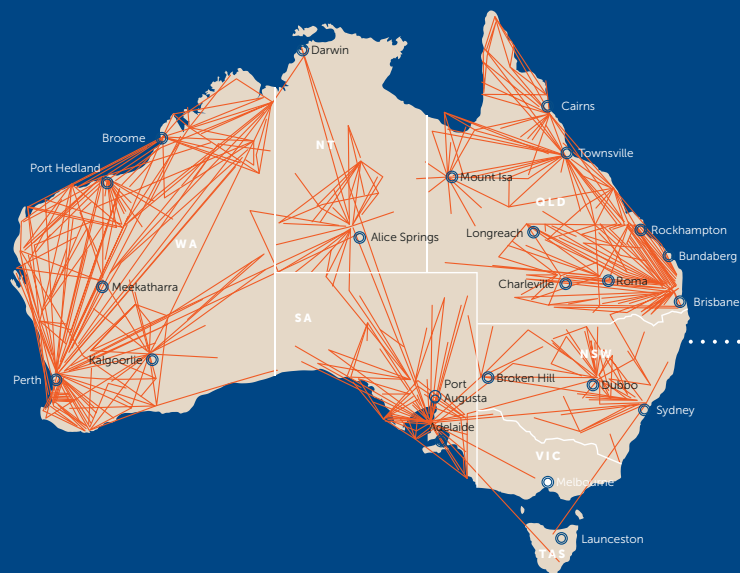 Darwin
Cairns
Broome
NT
Townsville
Port Hedland
Mount Isa
QLD
Longreach
Rockhampton
Alice Springs
WA
Bundaberg
Meekatharra
Charleville
Roma
Brisbane
SA
NSW
Kalgoorlie
Perth
Broken Hill
Dubbo
Port
Augusta
Sydney
Adelaide
VIC
Melbourne
Launceston
TAS